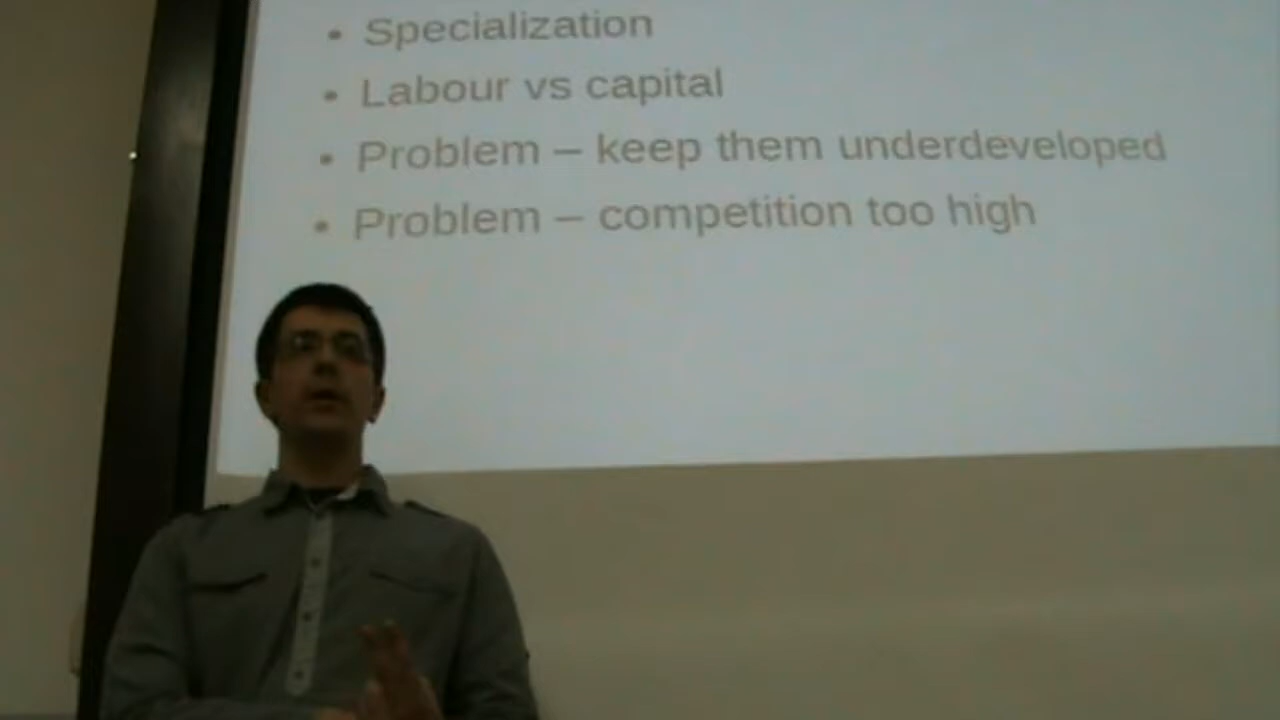 • Specialization
• Labour vs capital
• Problem – keep them underdeveloped
• Problem – competition too high